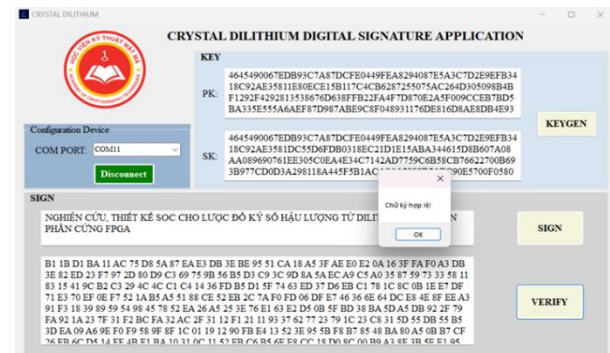 CRYSTAL DILITHIUM
CRYSTAL DILITHIUM DIGITAL SIGNATURE APPLICATION
HỌC VIỆN KỸ THUẬT MẬT MÃ
KEY
PK:
4645490067EDB93C7A87DCFE0449FEA8294087E5A3C7D2E9EFB34
18C92AE35811E80ECE15B117C4CB6287255075AC264D305098B4B
F1292F4292813538676D638FFB22FA4F7D870E2A5F009CCEB7BD5
BA335E555A6AEF87D987ABE9C8F048931176DE816D8AE8DB4E93
KEYGEN
Configuration Device
COM PORT:
COM11
Disconnect
SK:
4645490067EDB93C7A87DCFE0449FEA8294087E5A3C7D2E9EFB34
18C92AE3581DC55D6FDB0318EC21D1E15ABA344615D8B607A08
AA089690761EE305C0EA4E34C7142AD7759C6B58CB76622700B69
Chữ ký hợp lệ!
OK
SIGN
NGHIÊN CỨU, THIẾT KẾ SOC CHO LƯỢC ĐỒ KÝ SỐ HẬU LƯỢNG TỬ
PHẦN CỨNG FPGA
SIGN
B1 1B D1 BA 11 AC 75 D8 5A 87 EA E3 DB 3E BE 95 51 CA 18 A5 3F AE E0 E2 0A 16 3F FA F0 A3 DB
3E 82 ED 23 F7 97 2D 80 D9 C3 69 75 9B 56 B5 D3 C9 3C 9D 8A 5A EC A9 C5 A0 35 87 59 73 33 58 11
83 15 41 9C B2 C3 29 4C 4C C1 C4 14 36 FD B5 D1 5F 74 63 ED 37 D6 EB C1 78 1C 8C 0B 1E E7 DF
71 E3 70 EF 0E F7 52 1A B5 A5 51 88 CE 52 EB 2C 7A F0 FD 06 DF E7 46 36 6E 64 DC E8 4E 8F EE A3
91 F3 18 39 89 59 54 98 45 78 52 EA 26 A5 25 3E 76 E1 63 E2 D5 0B 5F BD 38 BA 5D A5 DB 92 2F 79
FA 92 1A 23 7F 31 F2 BC FA 32 AC 2F 31 12 F1 21 11 93 37 62 77 23 79 1C 23 C8 31 5D 55 DB 55 B5
3D EA 09 A6 9E F0 F9 58 9F 8F 1C 01 19 12 90 FB E4 13 52 3E 95 5B F8 B7 85 48 BA 80 A5 0B B7 CF
VERIFY